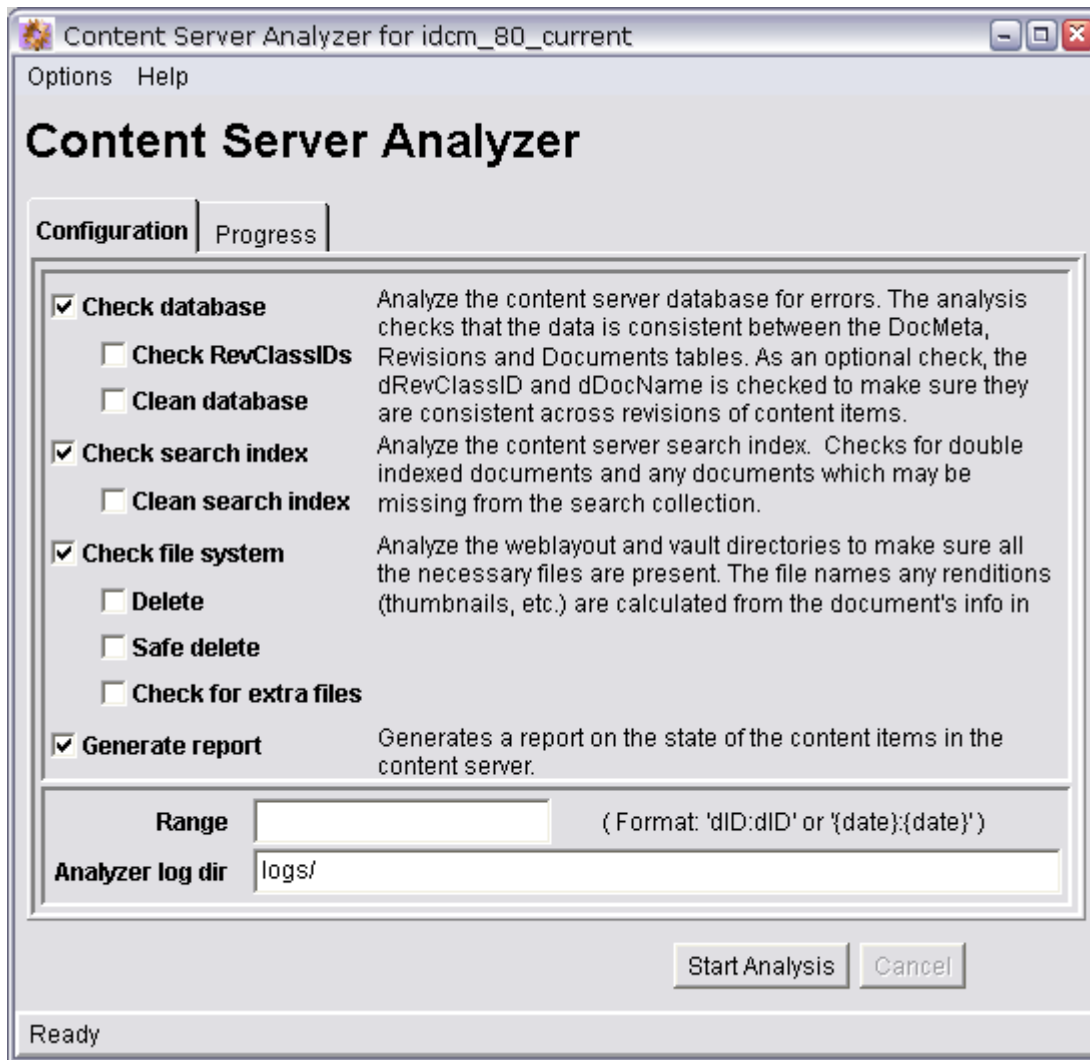 Content Server Analyzer for idcm_80_current
Options Help
Content Server Analyzer
Configuration Progress
Check database
Analyze the content server database for errors. The analysis
checks that the data is consistent between the DocMeta,
Check RevClassIDs
Revisions and Documents tables. As an optional check, the
dRevClassID and dDocName is checked to make sure they
Clean database
are consistent across revisions of content items.
Check search index
Analyze the content server search index.  Checks for double
indexed documents and any documents which may be
Clean search index
missing from the search collection.
Check file system
Analyze the weblayout and vault directories to make sure all
the necessary files are present. The file names any renditions
Delete
(thumbnails, etc.) are calculated from the document's info in
Safe delete
Check for extra files
Generate report
Generates a report on the state of the content items in the
content server.
Range
( Format: 'dID:dID' or '{date}:{date}' )
Analyzer log dir logs/
Start Analysis Cancel
Ready